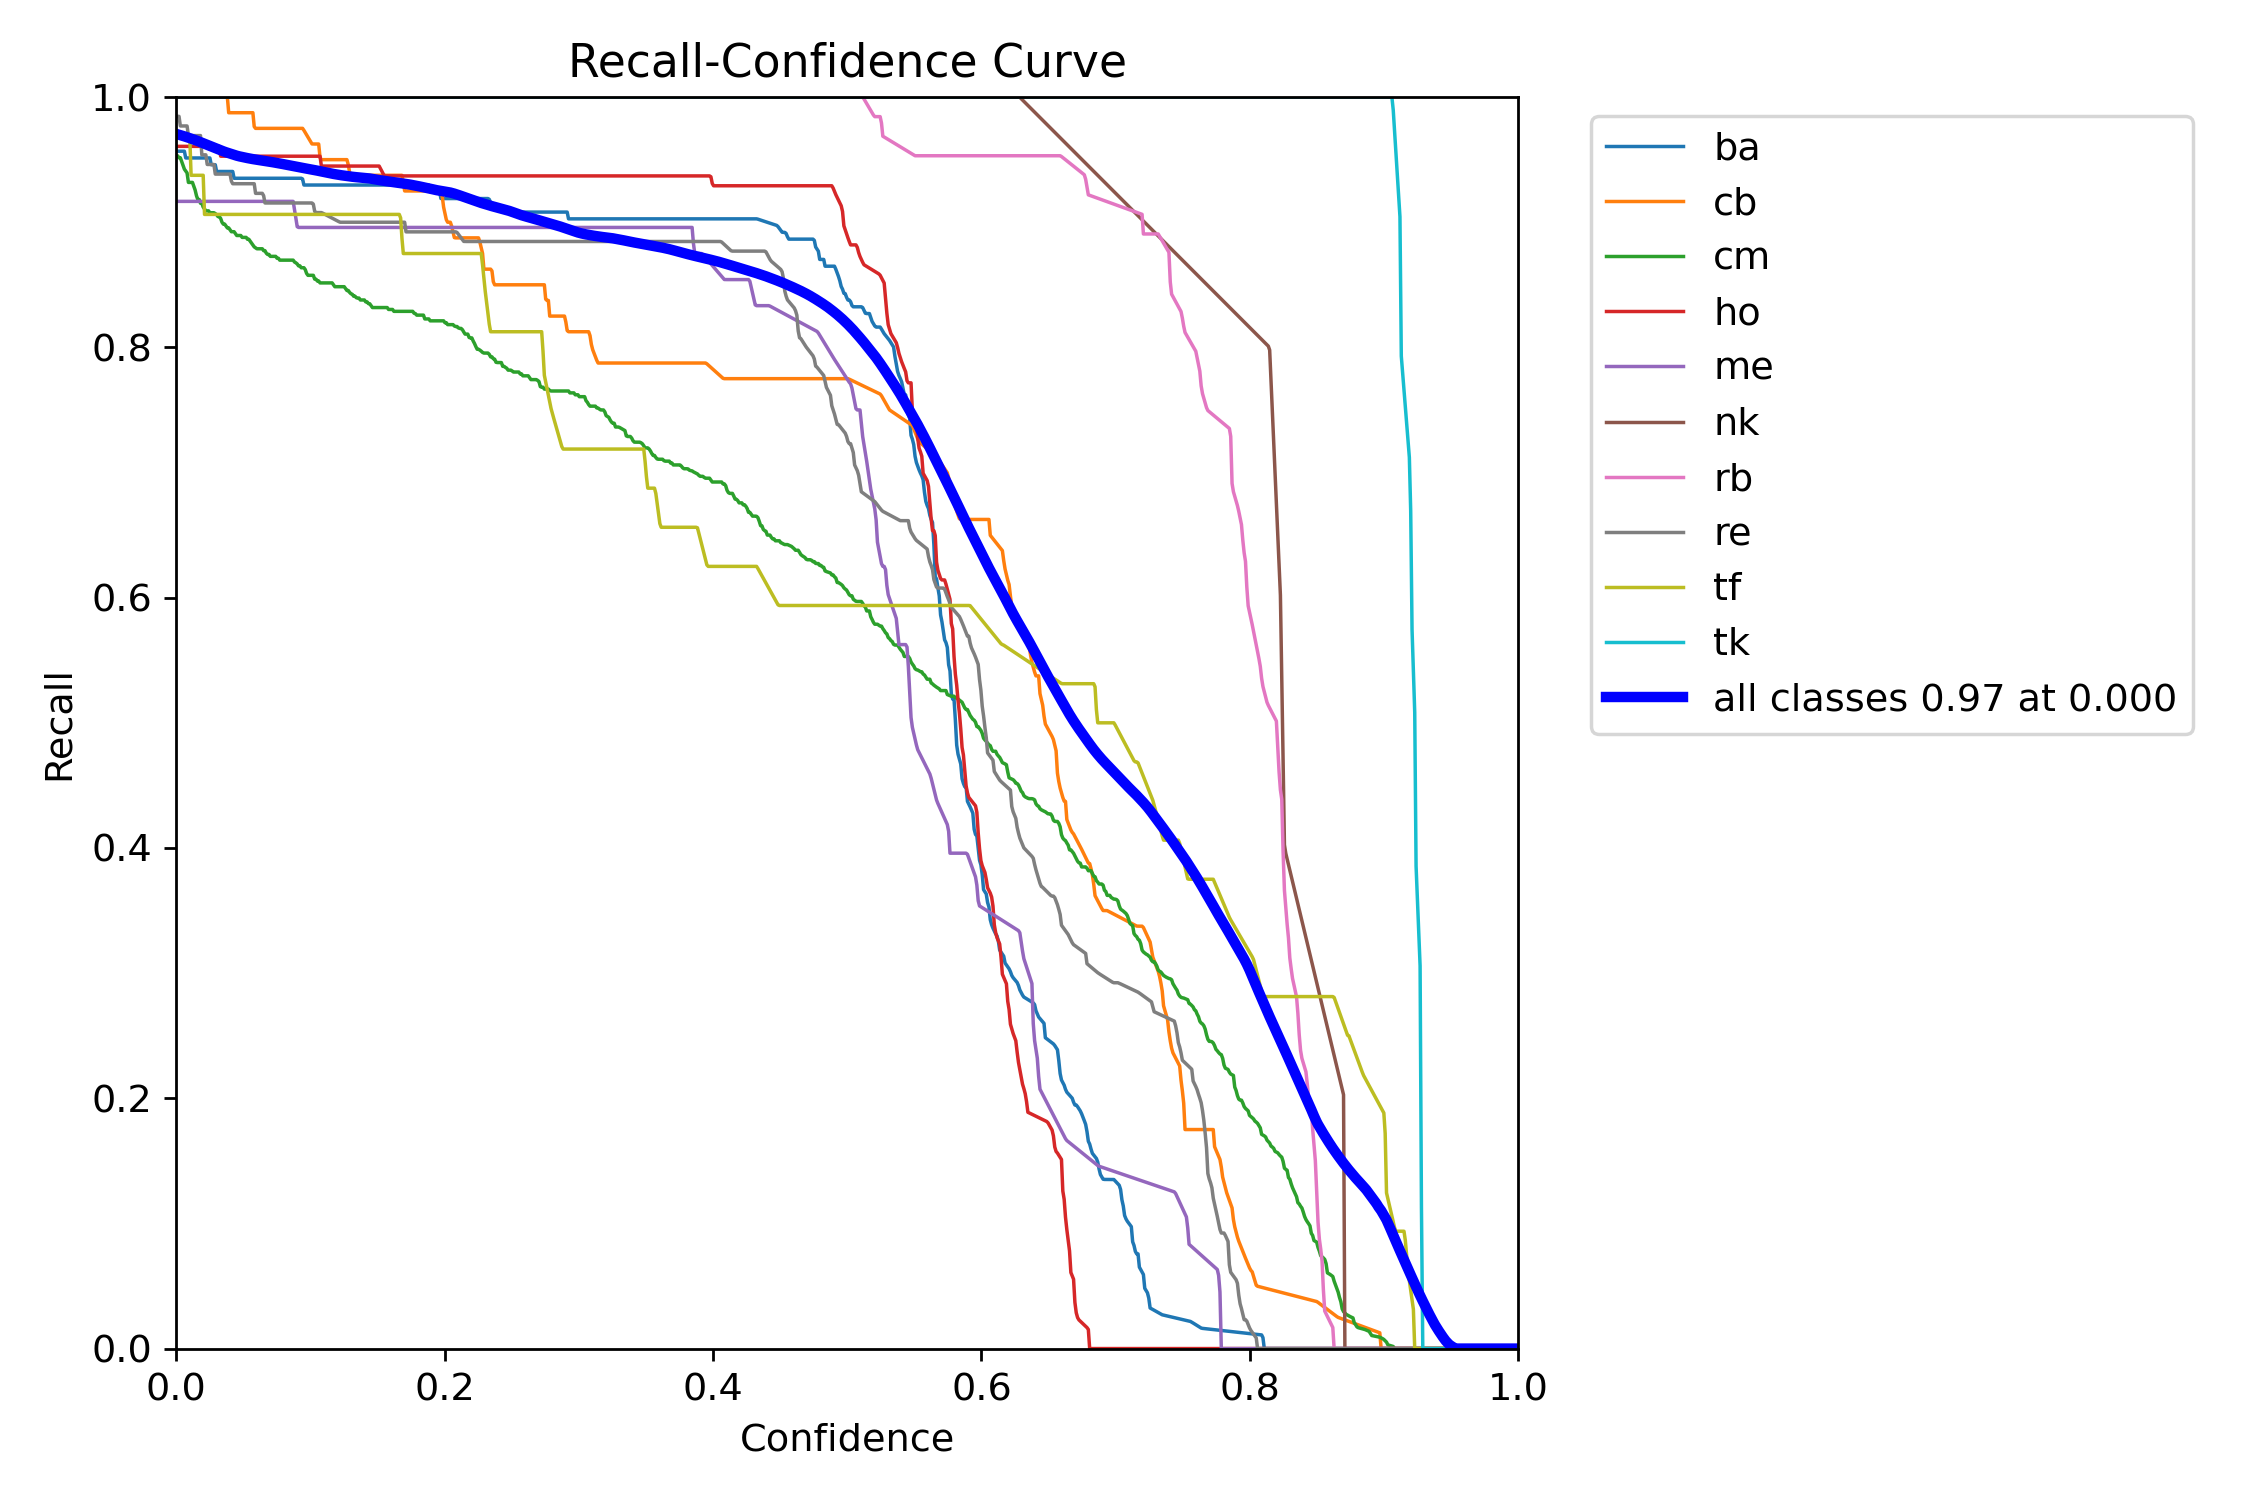 Recall-Confidence Curve
1.0
0.8
0.6
0.4
0.2
0.0
Recall
0.0 0.2 0.4 0.6 0.8 1.0
Confidence
ba
cb
cm
ho
me
nk
rb
re
tf
tk
all classes 0.97 at 0.000